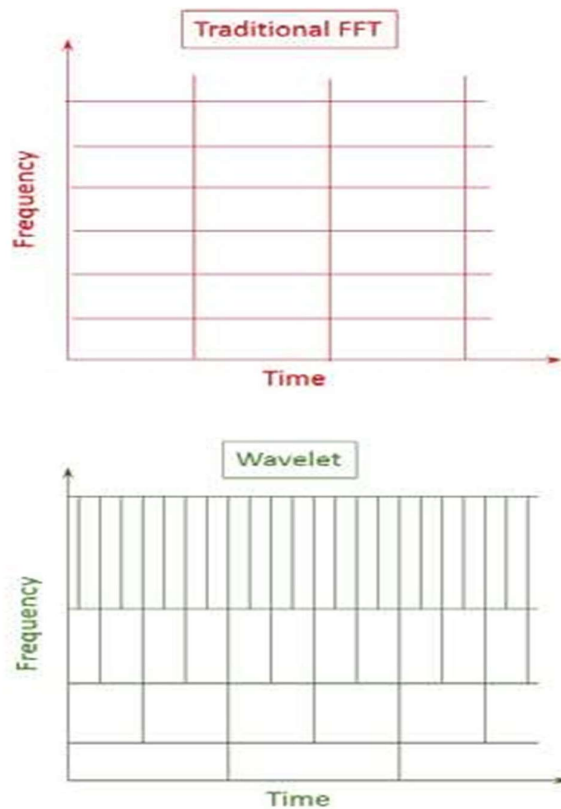 Traditional FFT
Frequency
Time
Wavelet
Frequency
Time